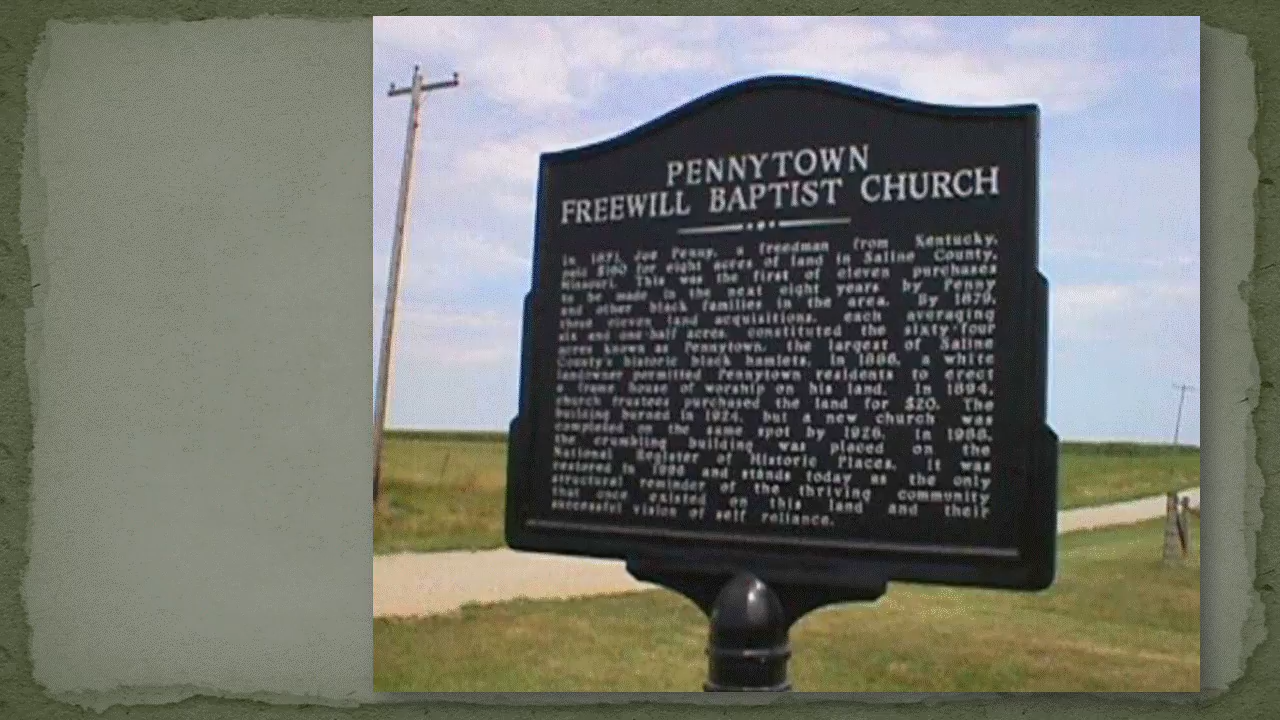 PENNYTOWN
FREEWILL BAPTIST CHURCH
In 1871, Joe Penny, a freedman from Kentucky,
paid $160 for eight acres of land in Saline County,
Missouri. This was the first of eleven purchases
to be made in the next eight years by Penny
and other black families in the area. By 1879,
these eleven land acquisitions, each averaging
six and one-half acres, constituted the sixty-four
acres known as Pennytown, the largest of Saline
County's historic black hamlets. In 1886, a white
landowner permitted Pennytown residents to erect
a frame house of worship on his land. In 1894,
church trustees purchased the land for $20. The
building burned in 1924, but a new church was
completed on the same spot by 1926. In 1988,
the crumbling building was placed on the
National Register of Historic Places. It was
restored in 1996 and stands today as the only
structural reminder of the thriving community
that once existed on this land and their
successful vision of self reliance.